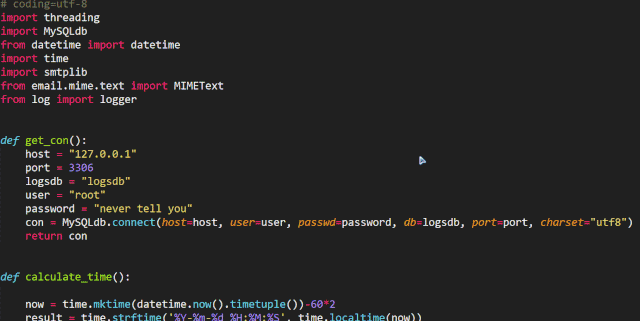 # coding=utf-8
import threading
import MySQLdb
from datetime import datetime
import time
import smtplib
from email.mime.text import MIMEText
from log import logger
def get_con():
host = "127.0.0.1"
port = 3306
logsdb = "logsdb"
user = "root"
password = "never tell you"
con = MySQLdb.connect(host=host, user=user, passwd=password, db=logsdb, port=port, charset="utf8")
return con
def calculate_time():
now = time.mktime(datetime.now().timetuple())-60*2
result = time.strftime('%Y-%m-%d %H:%M:%S', time.localtime(now))